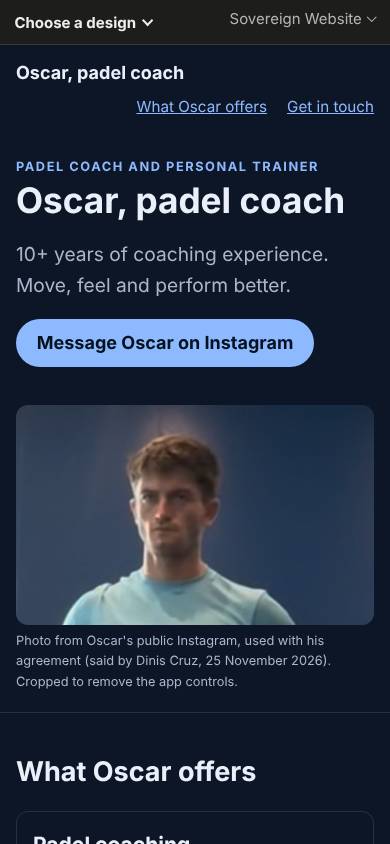 Choose a design
Sovereign Website
Oscar, padel coach
What Oscar offers
Get in touch
PADEL COACH AND PERSONAL TRAINER
Oscar, padel coach
10+ years of coaching experience.
Move, feel and perform better.
Message Oscar on Instagram
Photo from Oscar's public Instagram, used with his
agreement (said by Dinis Cruz, 25 November 2026).
Cropped to remove the app controls.
What Oscar offers
Padel coaching